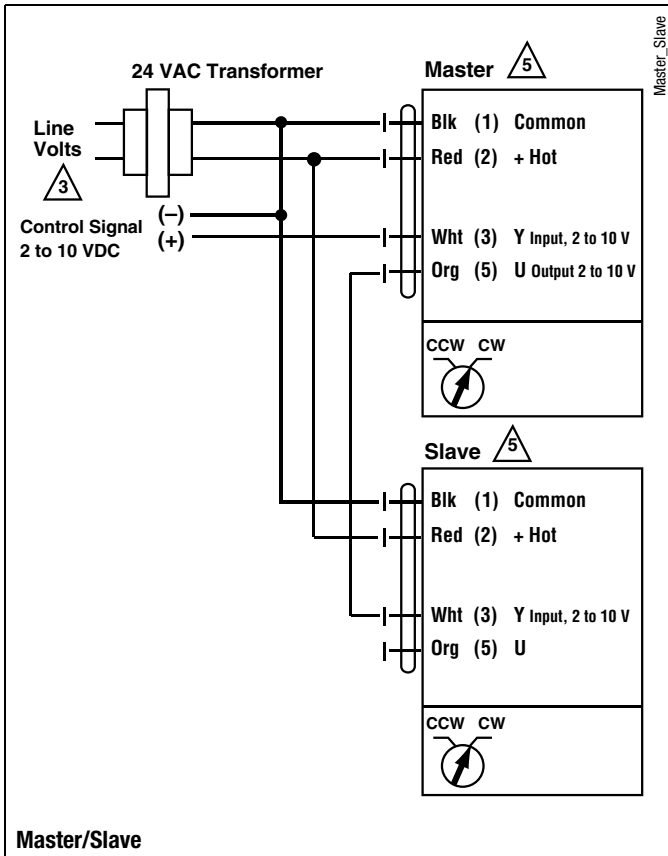 Master_Slave
24 VAC Transformer
Line
Volts
3
Control Signal
2 to 10 VDC
(–)
(+)
Master 5
Blk (1) Common
Red (2) + Hot
Wht (3) Y Input, 2 to 10 V
Org (5) U Output 2 to 10 V
CCW CW
Slave 5
Blk (1) Common
Red (2) + Hot
Wht (3) Y Input, 2 to 10 V
Org (5) U
CCW CW
Master/Slave